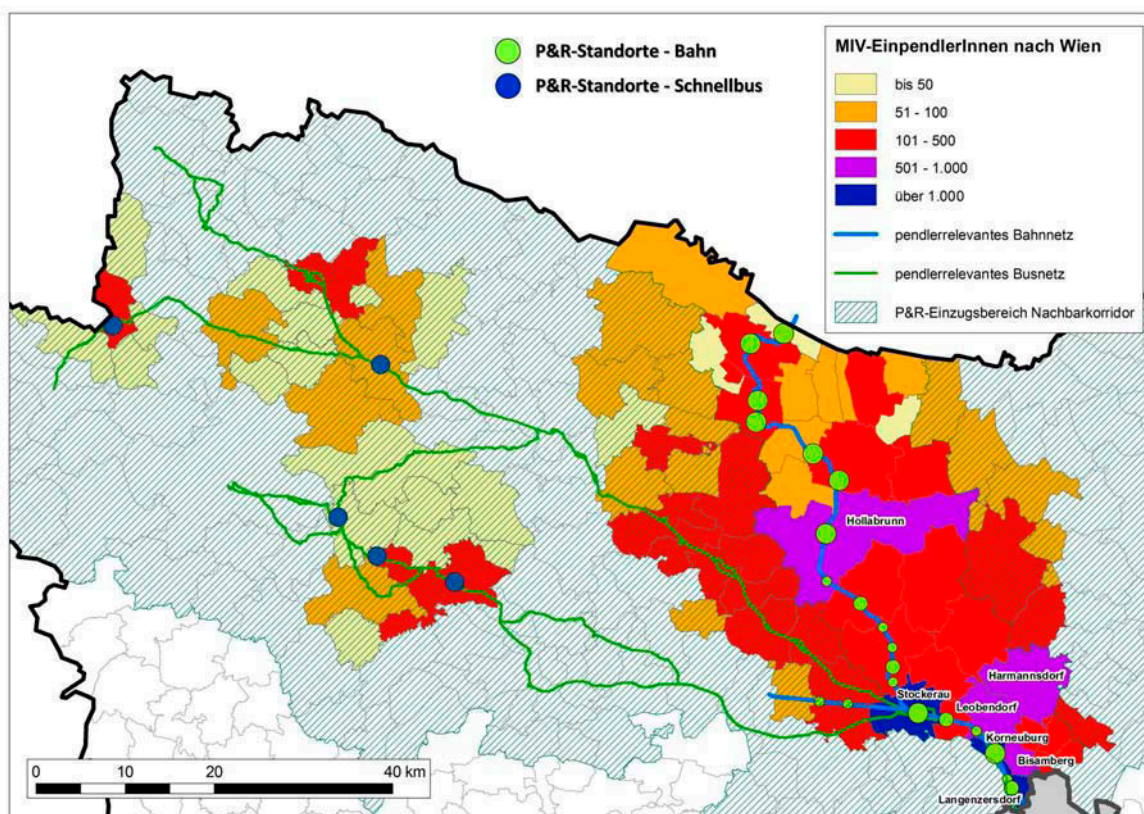 P&R-Standorte - Bahn
P&R-Standorte - Schnellbus
MIV-EinpendlerInnen nach Wien
bis 50
51 - 100
101 - 500
501 - 1.000
über 1.000
pendlerrelevantes Bahnnetz
pendlerrelevantes Busnetz
P&R-Einzugsbereich Nachbarkorridor
Hollabrunn
Harmannsdorf
Stockerau
Leobendorf
Korneuburg
Bisamberg
Langenzersdorf
0 10 20 40 km